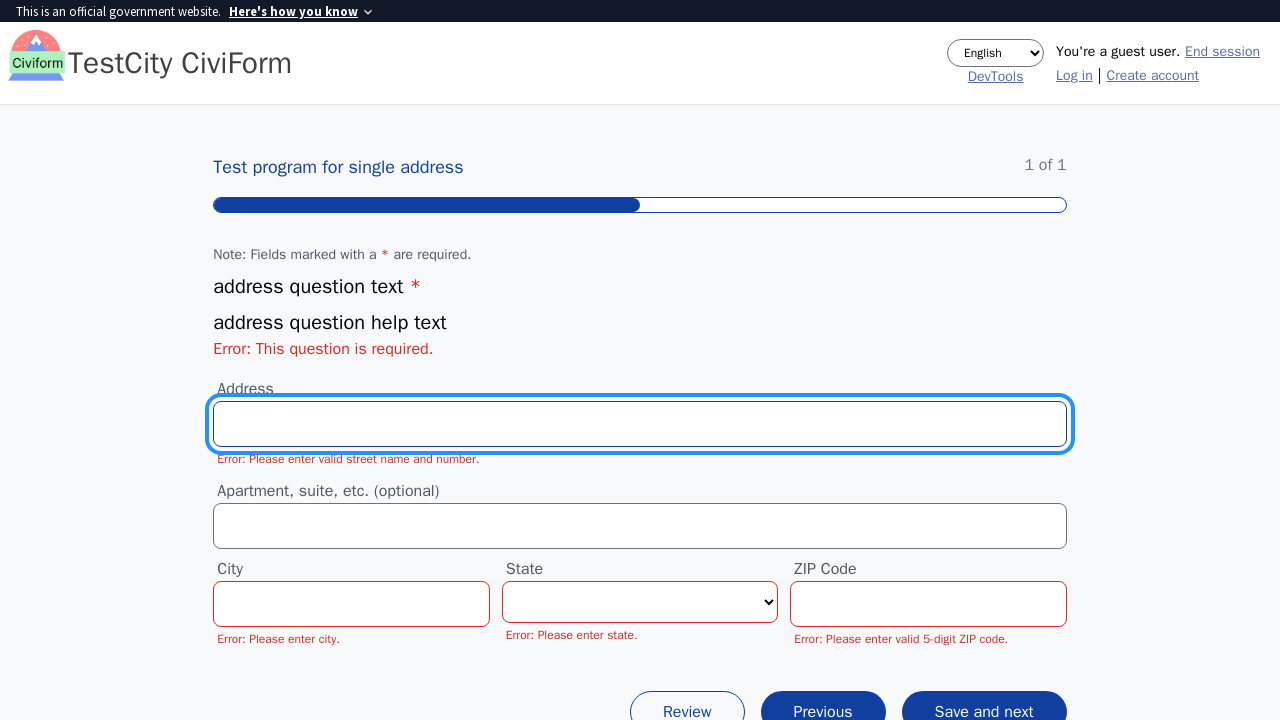 This is an official government website. Here's how you know
Civiform TestCity CiviForm
English
DevTools
You're a guest user. End session
Log in | Create account
Test program for single address
1 of 1
Note: Fields marked with a * are required.
address question text *
address question help text
Error: This question is required.
Address
Error: Please enter valid street name and number.
Apartment, suite, etc. (optional)
City State ZIP Code
Error: Please enter city. Error: Please enter state. Error: Please enter valid 5-digit ZIP code.
Review Previous Save and next